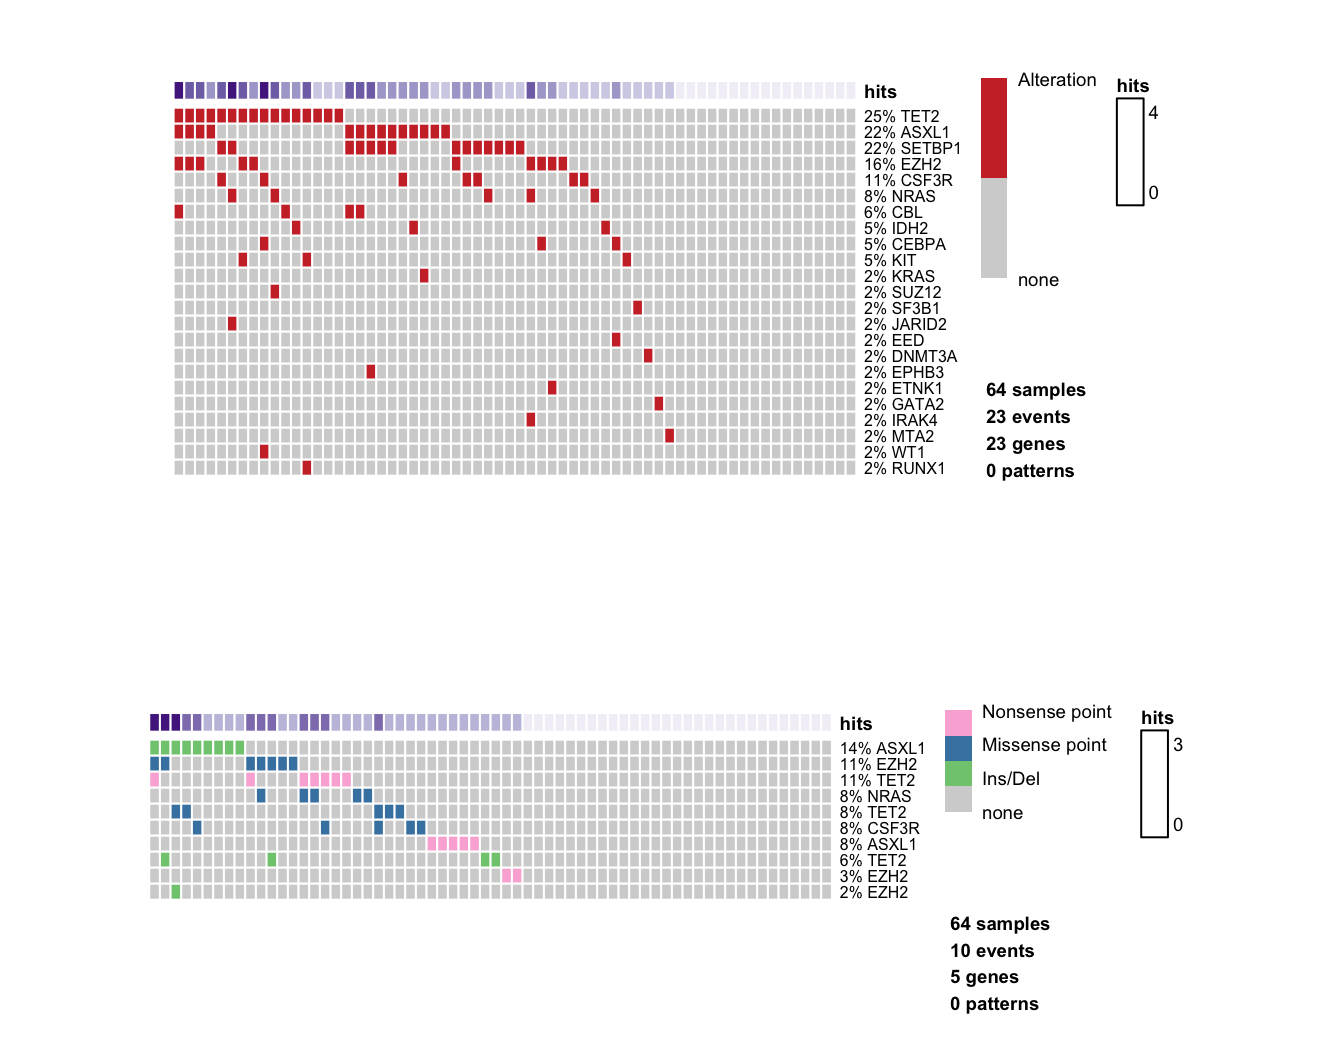 hits
25% TET2
22% ASXL1
22% SETBP1
16% EZH2
11% CSF3R
8% NRAS
6% CBL
5% IDH2
5% CEBPA
5% KIT
2% KRAS
2% SUZ12
2% SF3B1
2% JARID2
2% EED
2% DNMT3A
2% EPHB3
2% ETNK1
2% GATA2
2% IRAK4
2% MTA2
2% WT1
2% RUNX1
Alteration
none
hits
4
0
64 samples
23 events
23 genes
0 patterns
hits
14% ASXL1
11% EZH2
11% TET2
8% NRAS
8% TET2
8% CSF3R
8% ASXL1
6% TET2
3% EZH2
2% EZH2
Nonsense point
Missense point
Ins/Del
none
hits
3
0
64 samples
10 events
5 genes
0 patterns